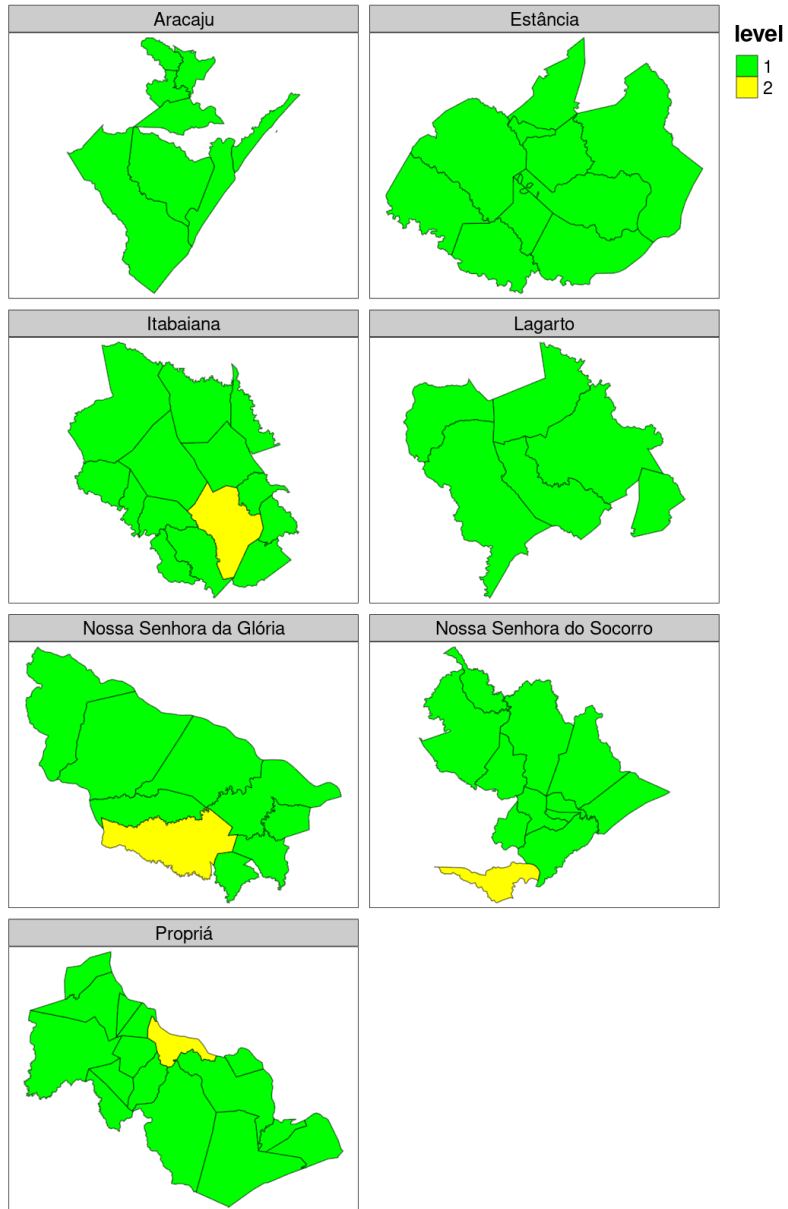 Aracaju
Estância
level
1
2
Itabaiana
Lagarto
Nossa Senhora da Glória
Nossa Senhora do Socorro
Propriá